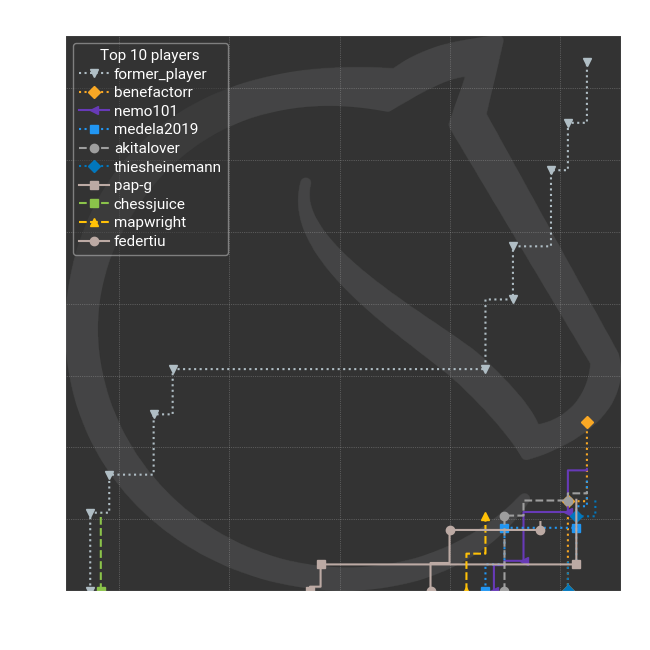 Top 10 players
former_player
benefactorr
nemo101
medela2019
akitalover
thiesheinemann
pap-g
chessjuice
mapwright
federtiu